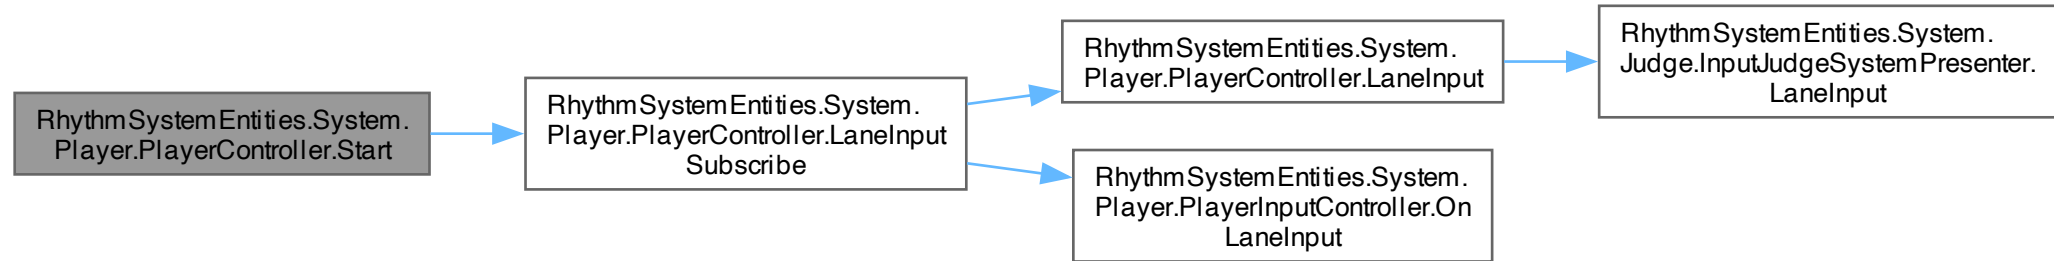 RhythmSystemEntities.System.
Player.PlayerController.Start
RhythmSystemEntities.System.
Player.PlayerController.LaneInput
Subscribe
RhythmSystemEntities.System.
Player.PlayerController.LaneInput
RhythmSystemEntities.System.
Judge.InputJudgeSystemPresenter.
LaneInput
RhythmSystemEntities.System.
Player.PlayerInputController.On
LaneInput